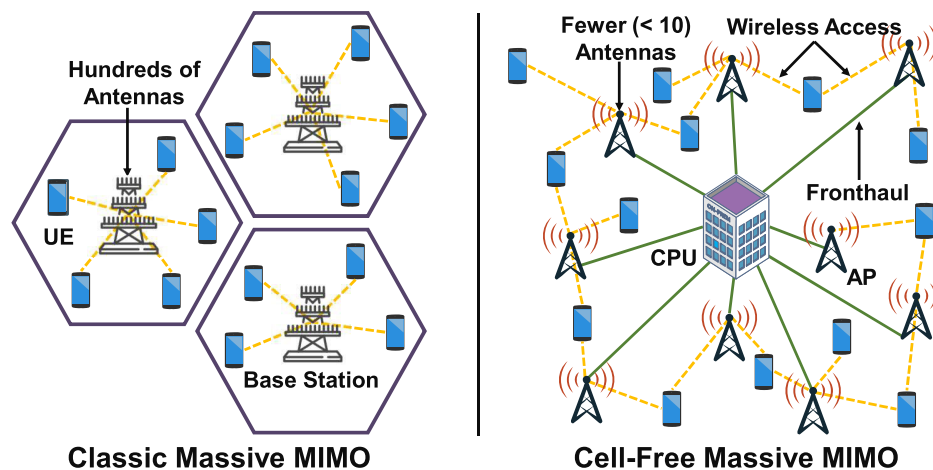 Hundreds of
Antennas
UE
Base Station
Classic Massive MIMO
Fewer (< 10)
Antennas
Wireless Access
Fronthaul
CPU
AP
Cell-Free Massive MIMO